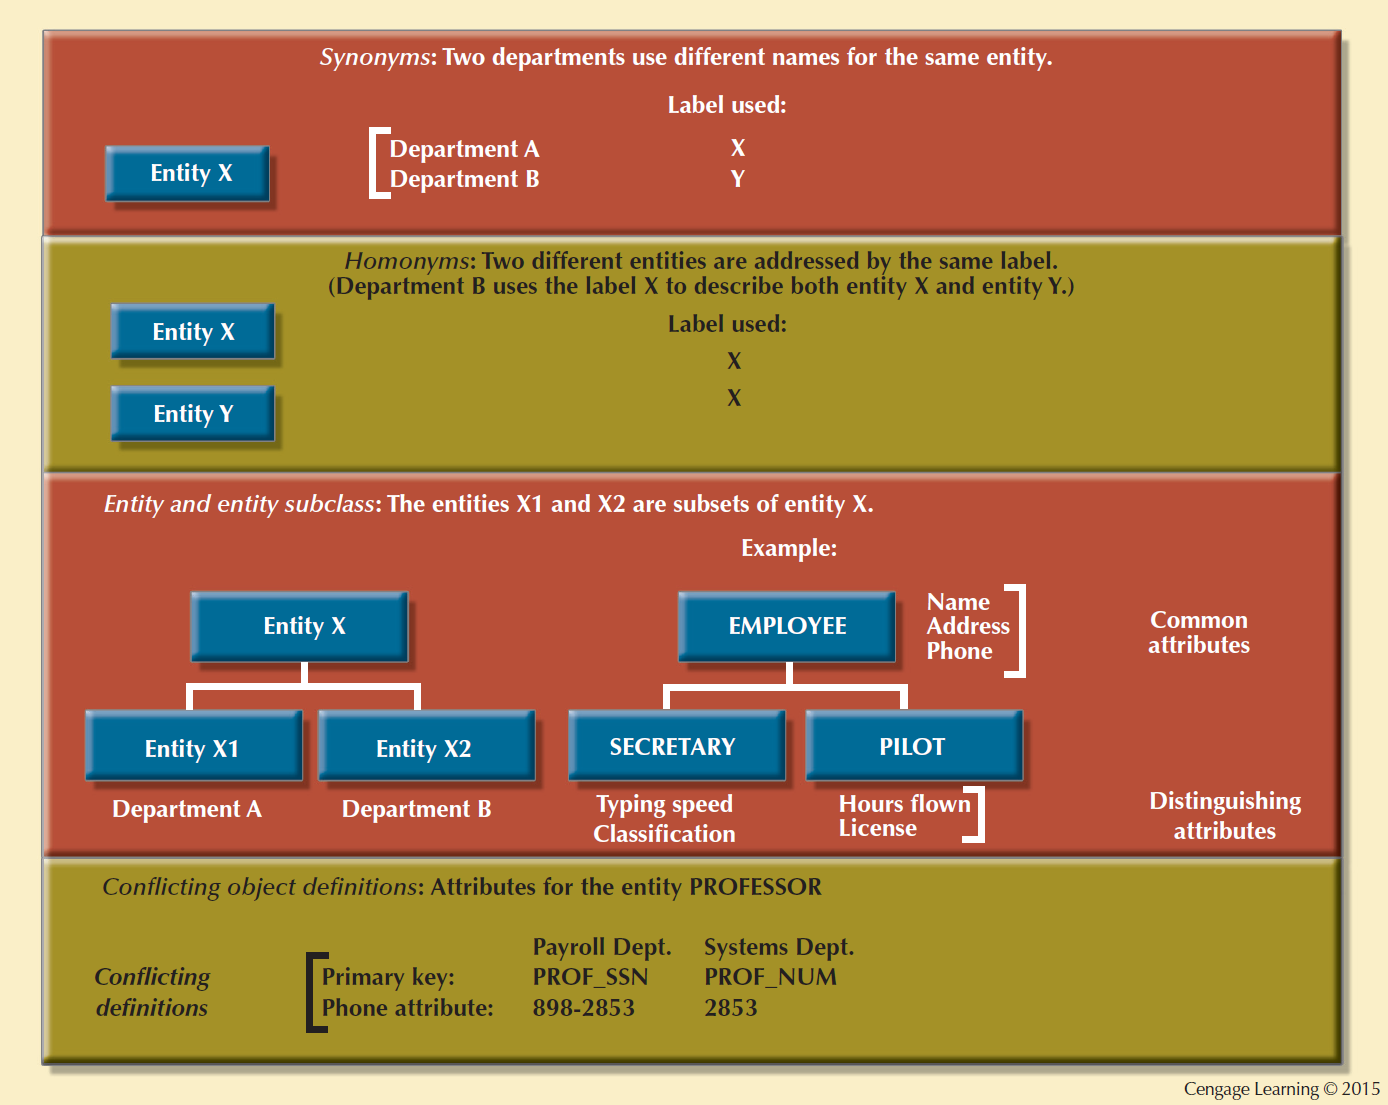 Synonyms: Two departments use different names for the same entity.
Label used:
Entity X
Department A X
Department B Y
Homonyms: Two different entities are addressed by the same label.
(Department B uses the label X to describe both entity X and entity Y.)
Label used:
Entity X
X
Entity Y
X
Entity and entity subclass: The entities X1 and X2 are subsets of entity X.
Example:
Entity X
EMPLOYEE
Name
Address
Phone
Common
attributes
Entity X1
Entity X2
SECRETARY
PILOT
Department A
Department B
Typing speed
Classification
Hours flown
License
Distinguishing
attributes
Conflicting object definitions: Attributes for the entity PROFESSOR
Payroll Dept. Systems Dept.
Conflicting
definitions
Primary key: PROF_SSN PROF_NUM
Phone attribute: 898-2853 2853
Cengage Learning © 2015